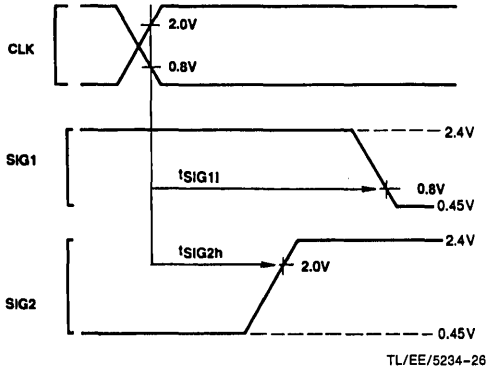 CLK
2.0V
0.8V
2.4V
SIG1
tSIG1l
0.8V
0.45V
2.4V
tSIG2h
2.0V
SIG2
0.45V
TL/EE/5234-26